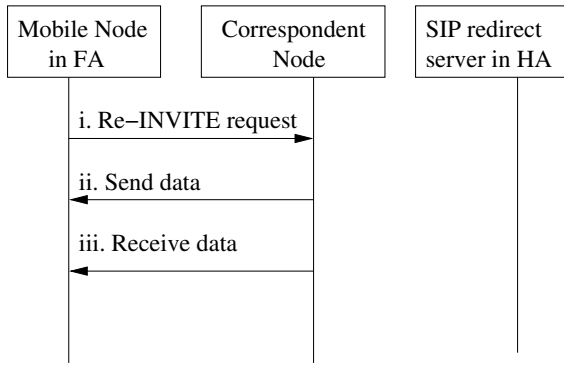 Mobile Node
in FA
Correspondent
Node
SIP redirect
server in HA
i. Re−INVITE request
ii. Send data
iii. Receive data